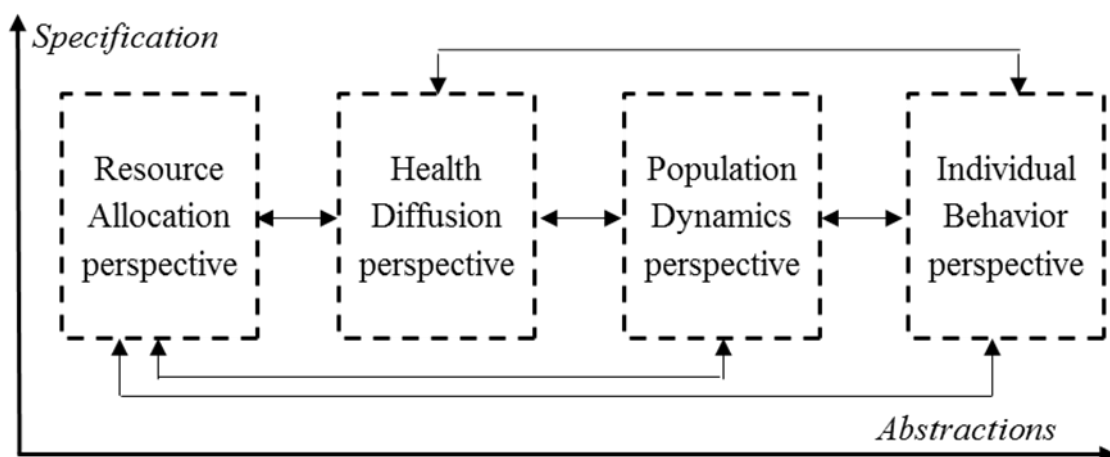 Specification
Resource
Allocation
perspective
Health
Diffusion
perspective
Population
Dynamics
perspective
Individual
Behavior
perspective
Abstractions